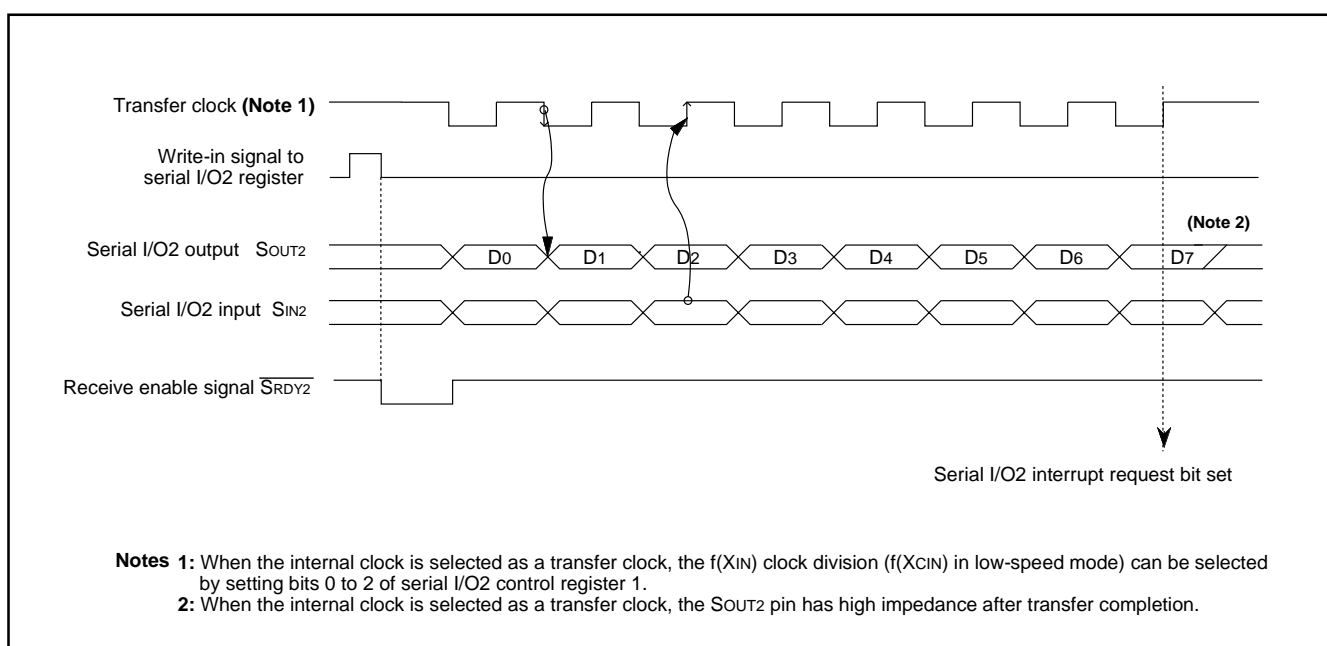 Transfer clock (Note 1)
Write-in signal to
serial I/O2 register
(Note 2)
Serial I/O2 output SOUT2
D0 D1 D2 D3 D4 D5 D6 D7
Serial I/O2 input SIN2
Receive enable signal SRDY2
Serial I/O2 interrupt request bit set
Notes 1: When the internal clock is selected as a transfer clock, the f(XIN) clock division (f(XCIN) in low-speed mode) can be selected
by setting bits 0 to 2 of serial I/O2 control register 1.
2: When the internal clock is selected as a transfer clock, the SOUT2 pin has high impedance after transfer completion.